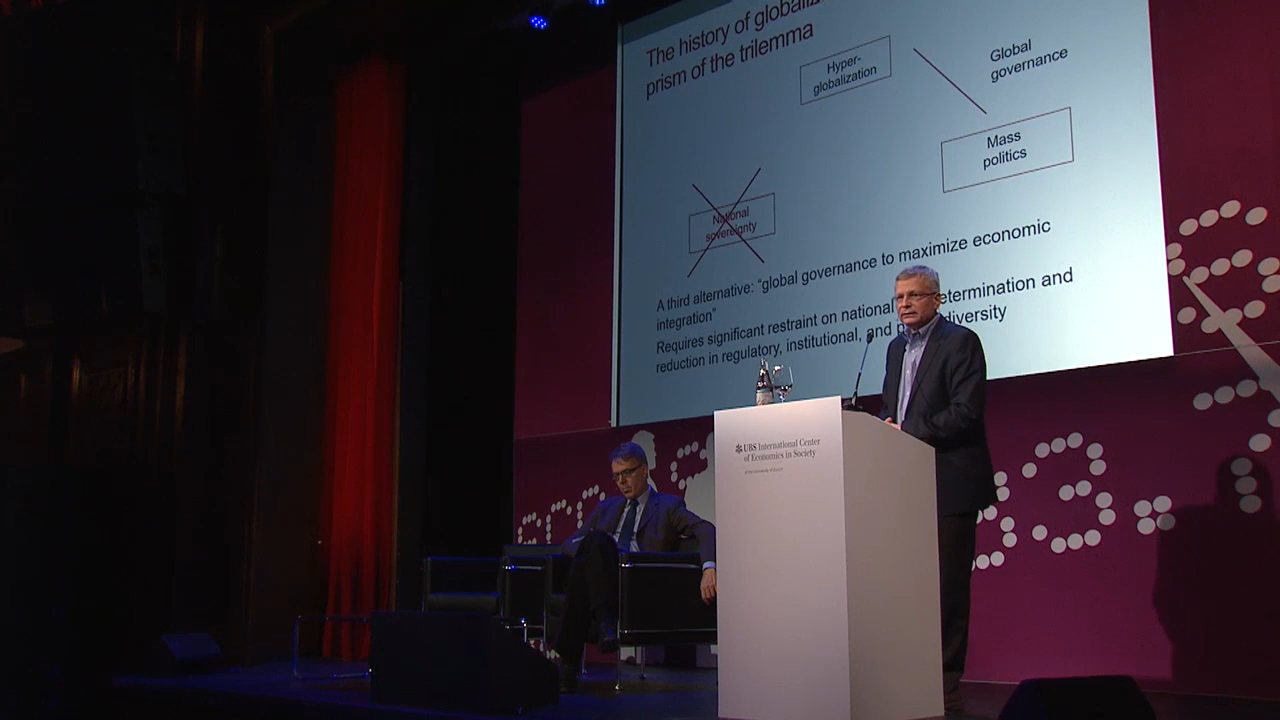 The history of globaliz
prism of the trilemma
Hyper-
globalization
Global
governance
Mass
politics
National
sovereignty
A third alternative: “global governance to maximize economic
integration”
Requires significant restraint on national etermination and
reduction in regulatory, institutional, and diversity
UBS International Center
of Economics in Society